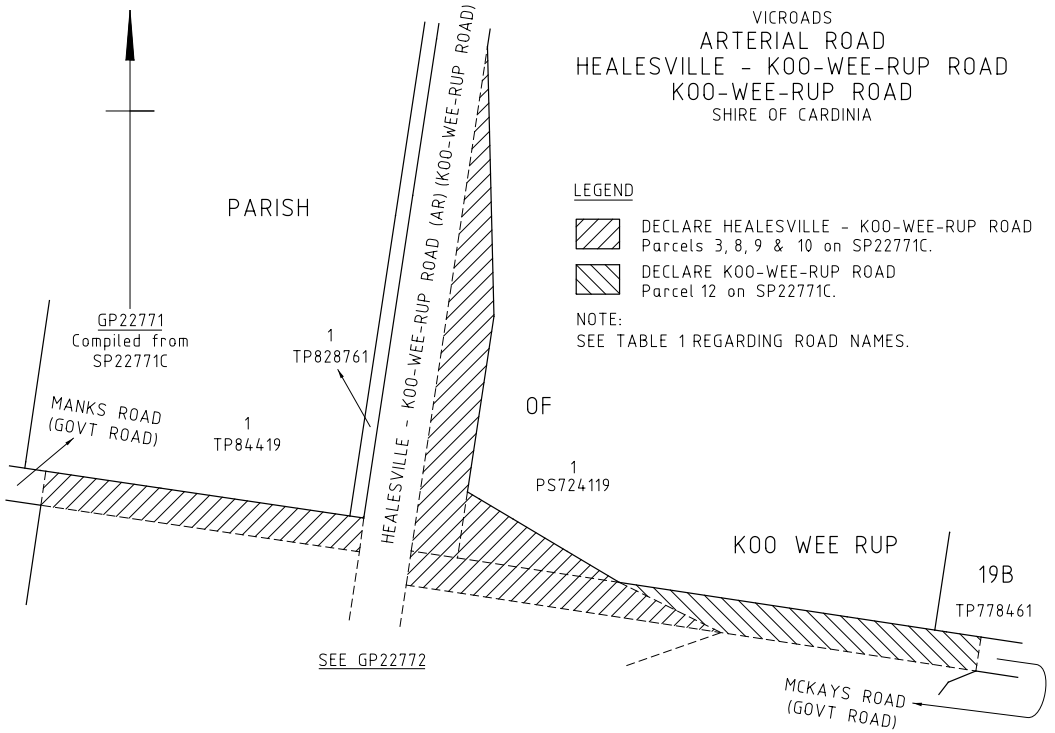 VICROADS
ARTERIAL ROAD
HEALESVILLE - KOO-WEE-RUP ROAD
KOO-WEE-RUP ROAD
SHIRE OF CARDINIA
LEGEND
DECLARE HEALESVILLE - KOO-WEE-RUP ROAD
Parcels 3, 8, 9 & 10 on SP22771C.
DECLARE KOO-WEE-RUP ROAD
Parcel 12 on SP22771C.
NOTE:
SEE TABLE 1 REGARDING ROAD NAMES.
PARISH
GP22771
Compiled from
SP22771C
1
TP828761
MANKS ROAD
(GOVT ROAD)
1
TP84419
HEALESVILLE - KOO-WEE-RUP ROAD (AR) (KOO-WEE-RUP ROAD)
OF
1
PS724119
KOO WEE RUP
19B
TP778461
SEE GP22772
MCKAYS ROAD
(GOVT ROAD)